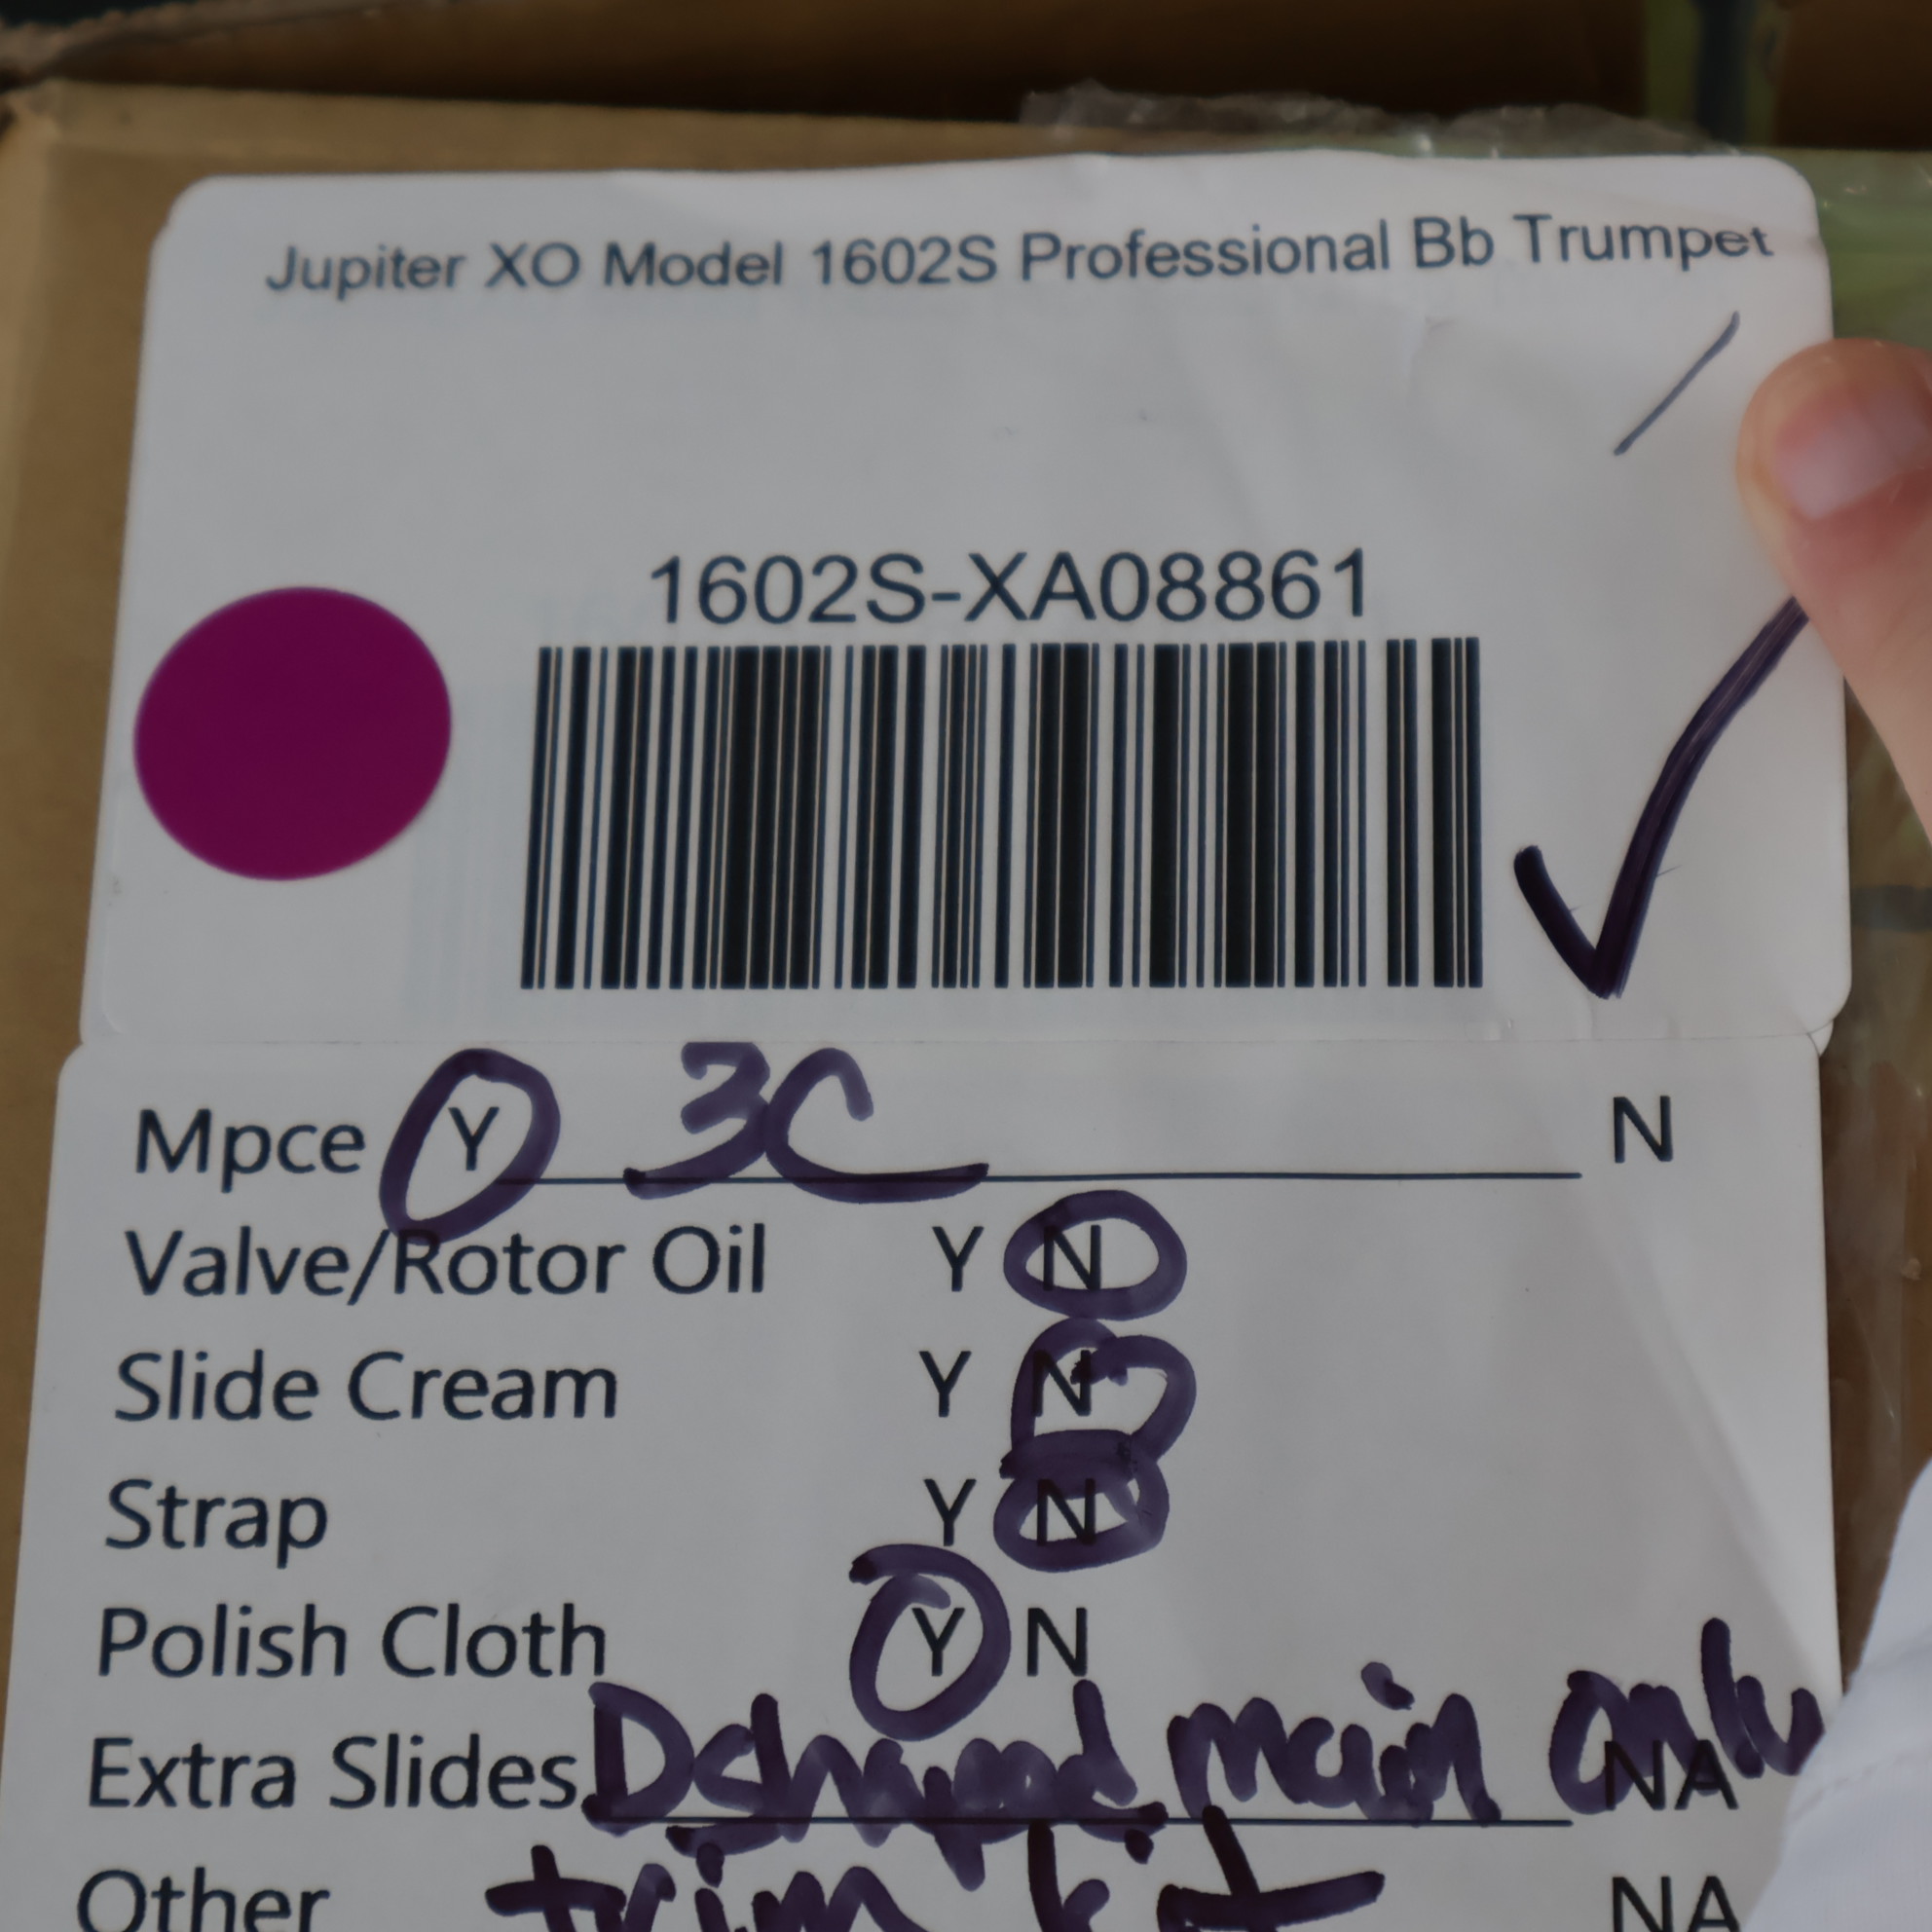 Jupiter XO Model 1602S Professional Bb Trumpet
1602S-XA08861
Mpce Y 3C N
Valve/Rotor Oil Y N
Slide Cream Y N
Strap Y N
Polish Cloth Y N
Extra Slides Dshaped main only NA
Other trim kit NA